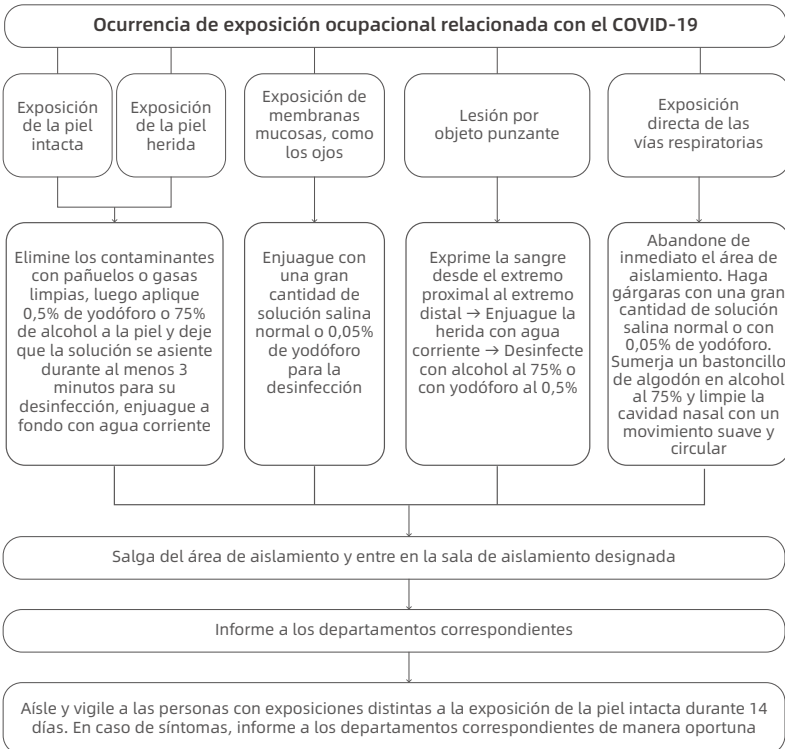 Ocurrencia de exposición ocupacional relacionada con el COVID-19
Exposición
de la piel
intacta
Exposición
de la piel
herida
Exposición de
membranas
mucosas, como
los ojos
Lesión por
objeto punzante
Exposición
directa de las
vías respiratorias
Elimine los contaminantes
con pañuelos o gasas
limpias, luego aplique
0,5% de yodóforo o 75%
de alcohol a la piel y deje
que la solución se asiente
durante al menos 3
minutos para su
desinfección, enjuague a
fondo con agua corriente
Enjuague con
una gran
cantidad de
solución salina
normal o 0,05%
de yodóforo
para la
desinfección
Exprime la sangre
desde el extremo
proximal al extremo
distal → Enjuague la
herida con agua
corriente → Desinfecte
con alcohol al 75% o
con yodóforo al 0,5%
Abandone de
inmediato el área de
aislamiento. Haga
gárgaras con una gran
cantidad de solución
salina normal o con
0,05% de yodóforo.
Sumerja un bastoncillo
de algodón en alcohol
al 75% y limpie la
cavidad nasal con un
movimiento suave y
circular
Salga del área de aislamiento y entre en la sala de aislamiento designada
Informe a los departamentos correspondientes
Aísle y vigile a las personas con exposiciones distintas a la exposición de la piel intacta durante 14
días. En caso de síntomas, informe a los departamentos correspondientes de manera oportuna